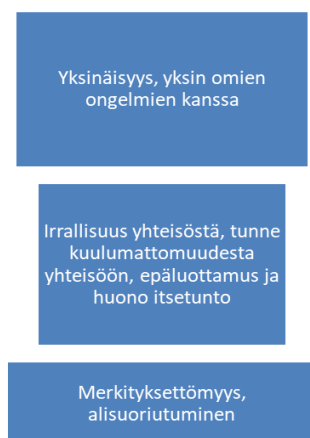 Yksinäisyys, yksin omien
ongelmien kanssa
Irrallisuus yhteisöstä, tunne
kuulumattomuudesta
yhteisöön, epäluottamus ja
huono itsetunto
Merkityksettömyys,
alisuoriutuminen